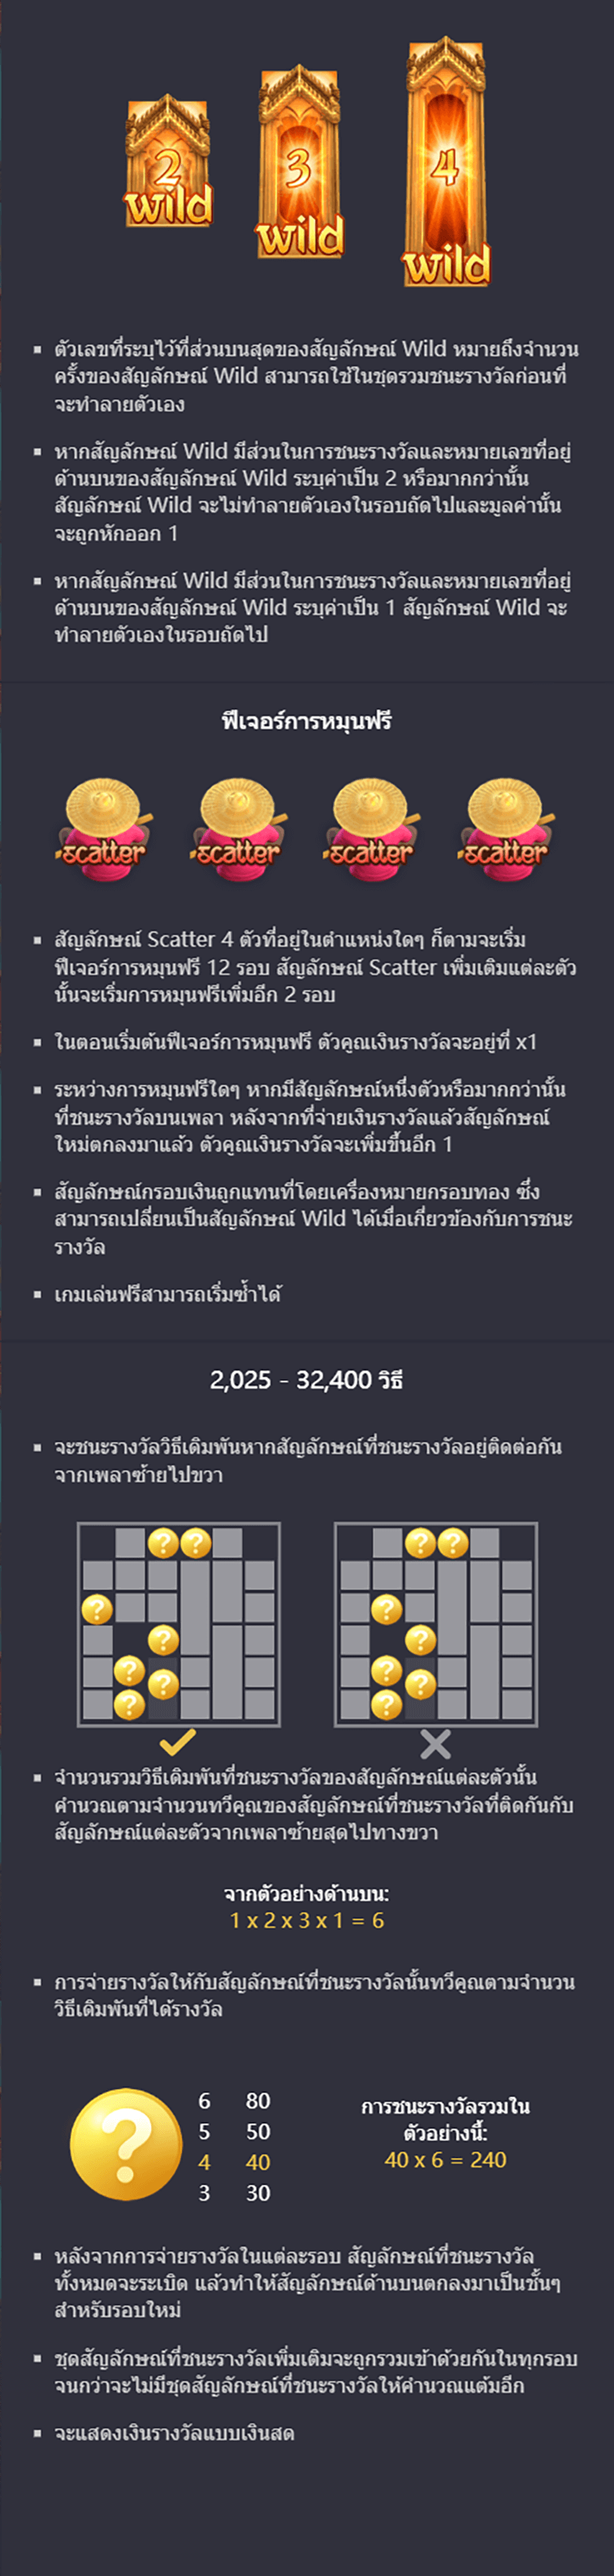 2
wild
3
wild
4
wild
▪ ตัวเลขที่ระบุไว้ที่ส่วนบนสุดของสัญลักษณ์ Wild หมายถึงจำนวน
ครั้งของสัญลักษณ์ Wild สามารถใช้ในชุดรวมชนะรางวัลก่อนที่
จะทำลายตัวเอง
▪ หากสัญลักษณ์ Wild มีส่วนในการชนะรางวัลและหมายเลขที่อยู่
ด้านบนของสัญลักษณ์ Wild ระบุค่าเป็น 2 หรือมากกว่านั้น
สัญลักษณ์ Wild จะไม่ทำลายตัวเองในรอบถัดไปและมูลค่านั้น
จะถูกหักออก 1
▪ หากสัญลักษณ์ Wild มีส่วนในการชนะรางวัลและหมายเลขที่อยู่
ด้านบนของสัญลักษณ์ Wild ระบุค่าเป็น 1 สัญลักษณ์ Wild จะ
ทำลายตัวเองในรอบถัดไป
ฟีเจอร์การหมุนฟรี
scatter scatter scatter scatter
▪ สัญลักษณ์ Scatter 4 ตัวที่อยู่ในตำแหน่งใดๆ ก็ตามจะเริ่ม
ฟีเจอร์การหมุนฟรี 12 รอบ สัญลักษณ์ Scatter เพิ่มเติมแต่ละตัว
นั้นจะเริ่มการหมุนฟรีเพิ่มอีก 2 รอบ
▪ ในตอนเริ่มต้นฟีเจอร์การหมุนฟรี ตัวคูณเงินรางวัลจะอยู่ที่ x1
▪ ระหว่างการหมุนฟรีใดๆ หากมีสัญลักษณ์หนึ่งตัวหรือมากกว่านั้น
ที่ชนะรางวัลบนเพลา หลังจากที่จ่ายเงินรางวัลแล้วสัญลักษณ์
ใหม่ตกลงมาแล้ว ตัวคูณเงินรางวัลจะเพิ่มขึ้นอีก 1
▪ สัญลักษณ์กรอบเงินถูกแทนที่โดยเครื่องหมายกรอบทอง ซึ่ง
สามารถเปลี่ยนเป็นสัญลักษณ์ Wild ได้เมื่อเกี่ยวข้องกับการชนะ
รางวัล
▪ เกมเล่นฟรีสามารถเริ่มซ้ำได้
2,025 - 32,400 วิธี
▪ จะชนะรางวัลวิธีเดิมพันหากสัญลักษณ์ที่ชนะรางวัลอยู่ติดต่อกัน
จากเพลาซ้ายไปขวา
? ? ? ?
? ?
? ?
? ? ? ?
? ?
▪ จำนวนรวมวิธีเดิมพันที่ชนะรางวัลของสัญลักษณ์แต่ละตัวนั้น
คำนวณตามจำนวนทวีคูณของสัญลักษณ์ที่ชนะรางวัลที่ติดกันกับ
สัญลักษณ์แต่ละตัวจากเพลาซ้ายสุดไปทางขวา
จากตัวอย่างด้านบน:
1 x 2 x 3 x 1 = 6
▪ การจ่ายรางวัลให้กับสัญลักษณ์ที่ชนะรางวัลนั้นทวีคูณตามจำนวน
วิธีเดิมพันที่ได้รางวัล
?
6 80
5 50
4 40
3 30
การชนะรางวัลรวมใน
ตัวอย่างนี้:
40 x 6 = 240
▪ หลังจากการจ่ายรางวัลในแต่ละรอบ สัญลักษณ์ที่ชนะรางวัล
ทั้งหมดจะระเบิด แล้วทำให้สัญลักษณ์ด้านบนตกลงมาเป็นชั้นๆ
สำหรับรอบใหม่
▪ ชุดสัญลักษณ์ที่ชนะรางวัลเพิ่มเติมจะถูกรวมเข้าด้วยกันในทุกรอบ
จนกว่าจะไม่มีชุดสัญลักษณ์ที่ชนะรางวัลให้คำนวณแต้มอีก
▪ จะแสดงเงินรางวัลแบบเงินสด